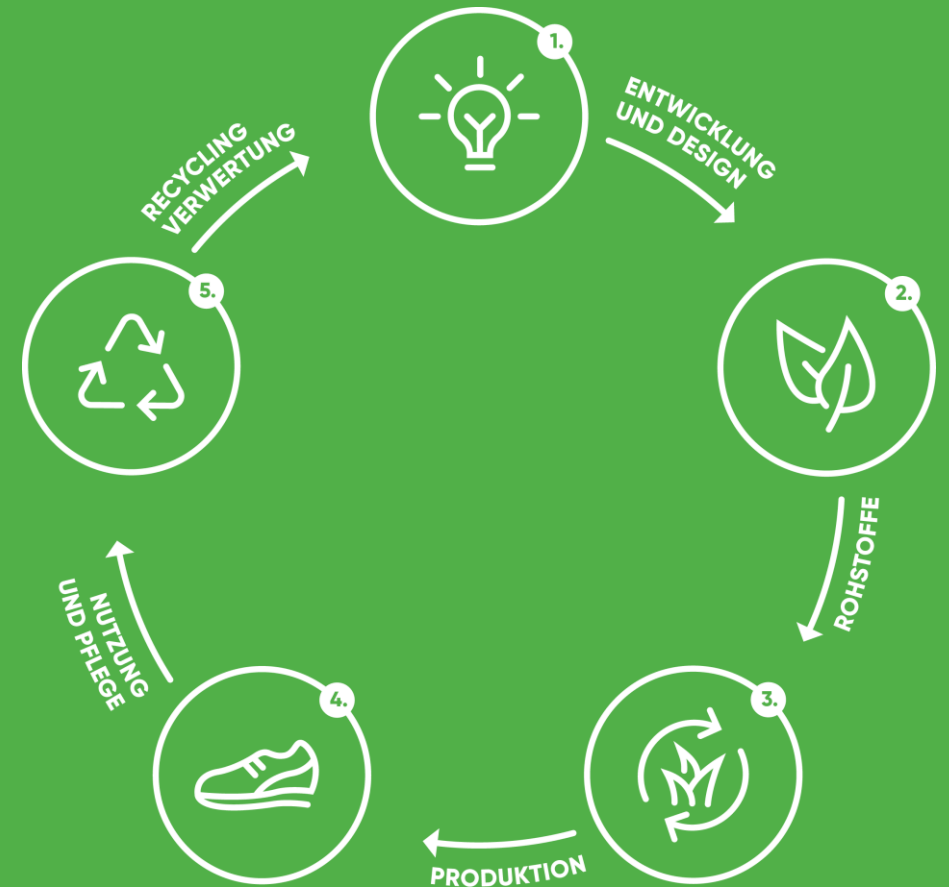 1.
ENTWICKLUNG
UND DESIGN
2.
ROHSTOFFE
3.
PRODUKTION
4.
NUTZUNG
UND PFLEGE
5.
RECYCLING
VERWERTUNG